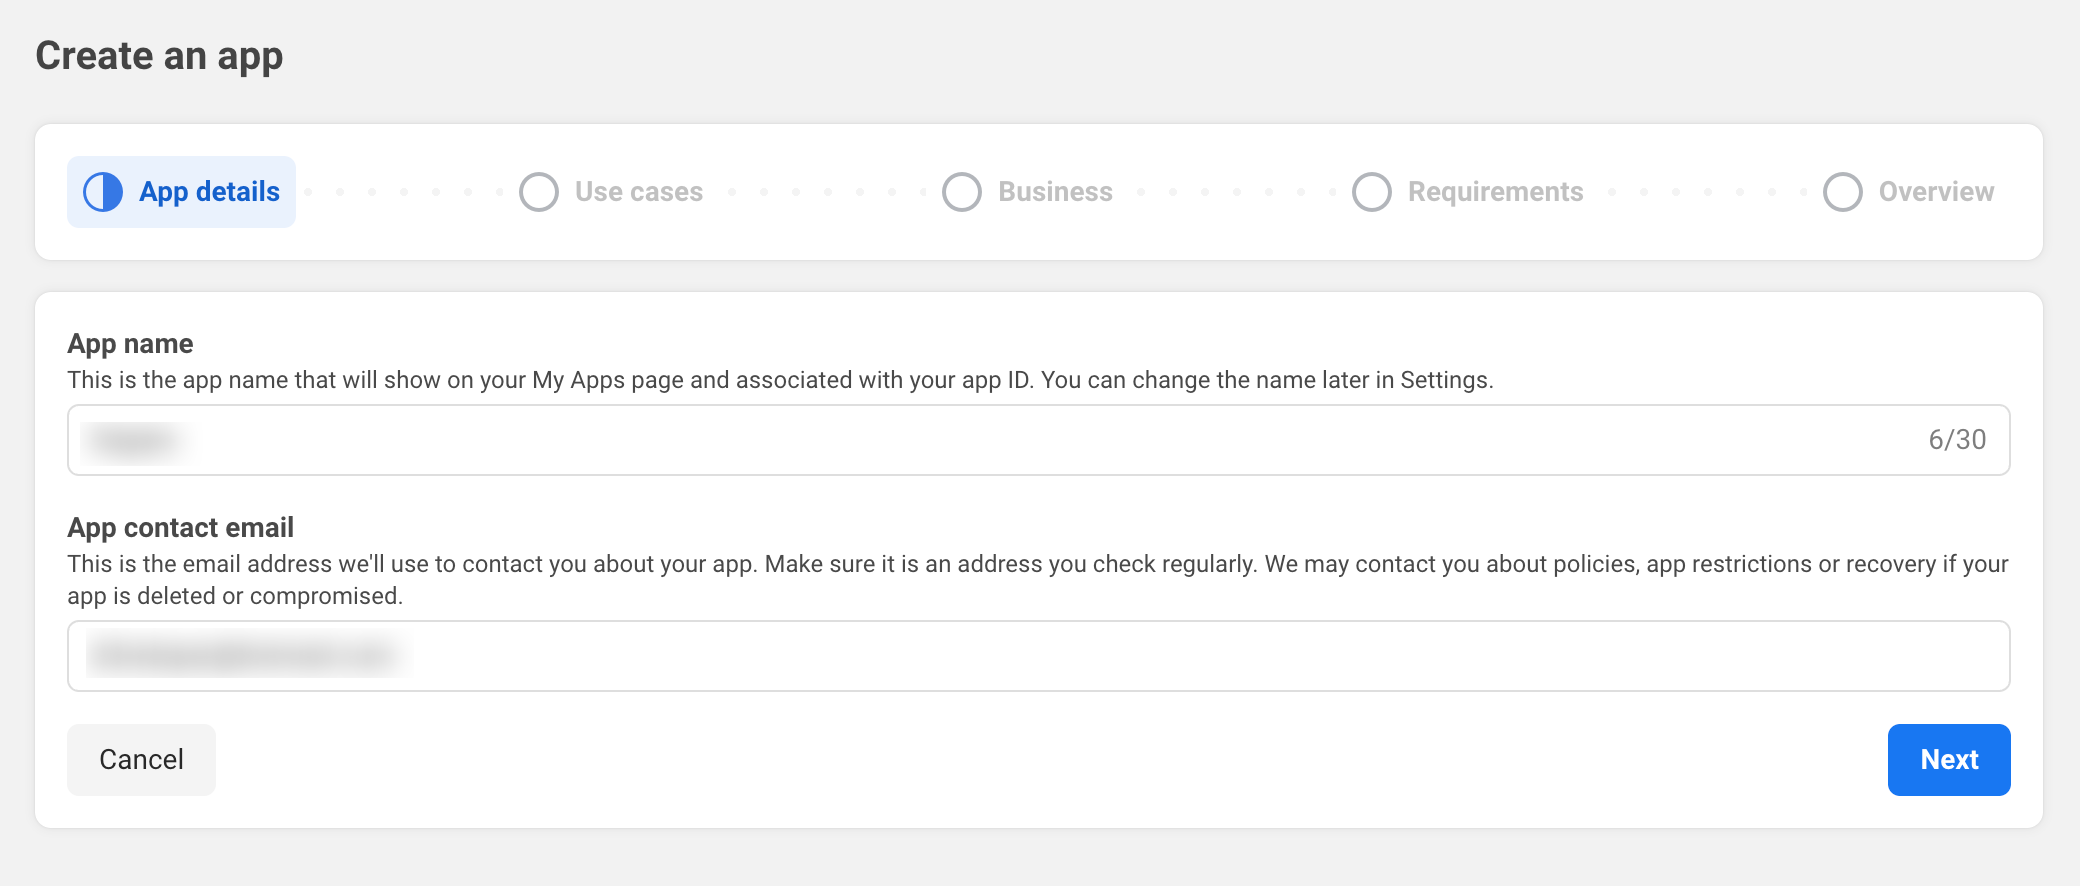 Create an app
App details
Use cases
Business
Requirements
Overview
App name
This is the app name that will show on your My Apps page and associated with your app ID. You can change the name later in Settings.
6/30
App contact email
This is the email address we'll use to contact you about your app. Make sure it is an address you check regularly. We may contact you about policies, app restrictions or recovery if your
app is deleted or compromised.
Cancel
Next